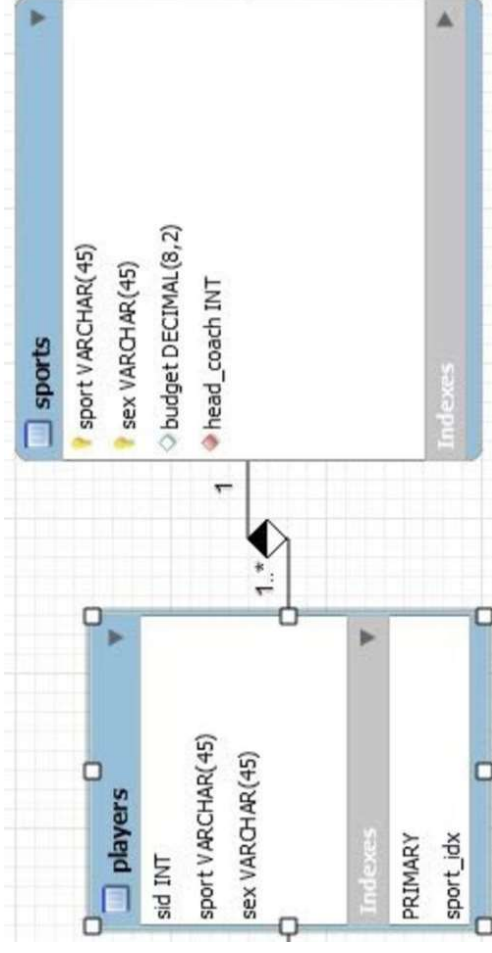 players
sid INT
sport VARCHAR(45)
sex VARCHAR(45)
Indexes
PRIMARY
sport_idx
1..*
1
sports
sport VARCHAR(45)
sex VARCHAR(45)
budget DECIMAL(8,2)
head_coach INT
Indexes